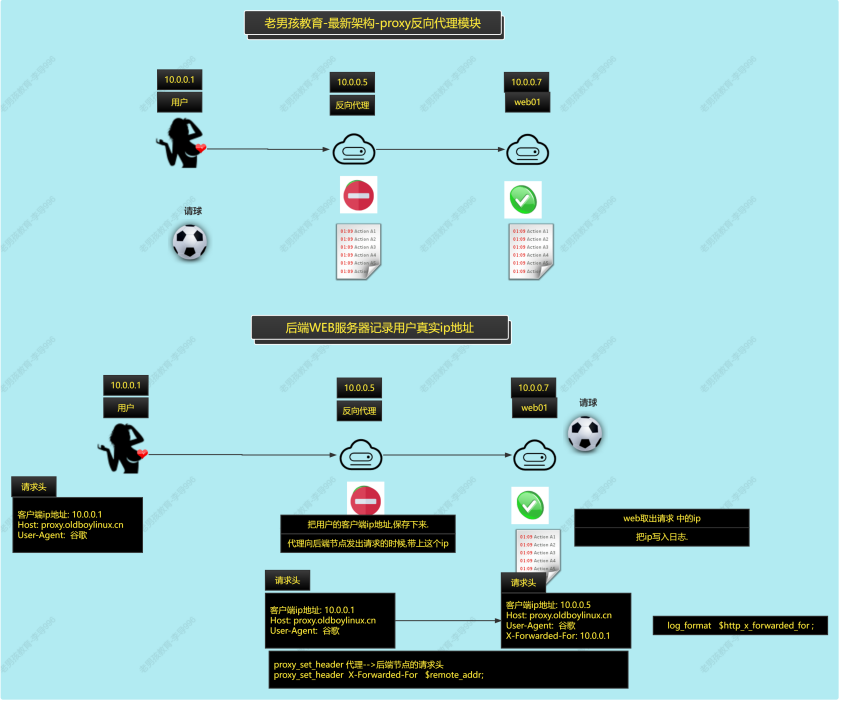 老男孩教育-最新架构-proxy反向代理模块
10.0.0.1
用户
10.0.0.5
反向代理
10.0.0.7
web01
请球
01:09 Action A1
01:09 Action A2
01:09 Action A3
01:09 Action A4
01:09 Action
01:09 Action
01:09 Action A1
01:09 Action A2
01:09 Action A3
01:09 Action A4
01:09 Action
01:09 Action
后端WEB服务器记录用户真实ip地址
10.0.0.1
用户
10.0.0.5
反向代理
10.0.0.7
web01
请球
请求头
客户端ip地址: 10.0.0.1
Host: proxy.oldboylinux.cn
User-Agent: 谷歌
把用户的客户端ip地址,保存下来.
代理向后端节点发出请求的时候,带上这个ip
web取出请求 中的ip
把ip写入日志.
01:09 Action A1
01:09 Action A2
01:09 Action A3
01:09 Action A4
请求头
客户端ip地址: 10.0.0.1
Host: proxy.oldboylinux.cn
User-Agent: 谷歌
请求头
客户端ip地址: 10.0.0.5
Host: proxy.oldboylinux.cn
User-Agent: 谷歌
X-Forwarded-For: 10.0.0.1
log_format $http_x_forwarded_for ;
proxy_set_header 代理-->后端节点的请求头
proxy_set_header X-Forwarded-For $remote_addr;